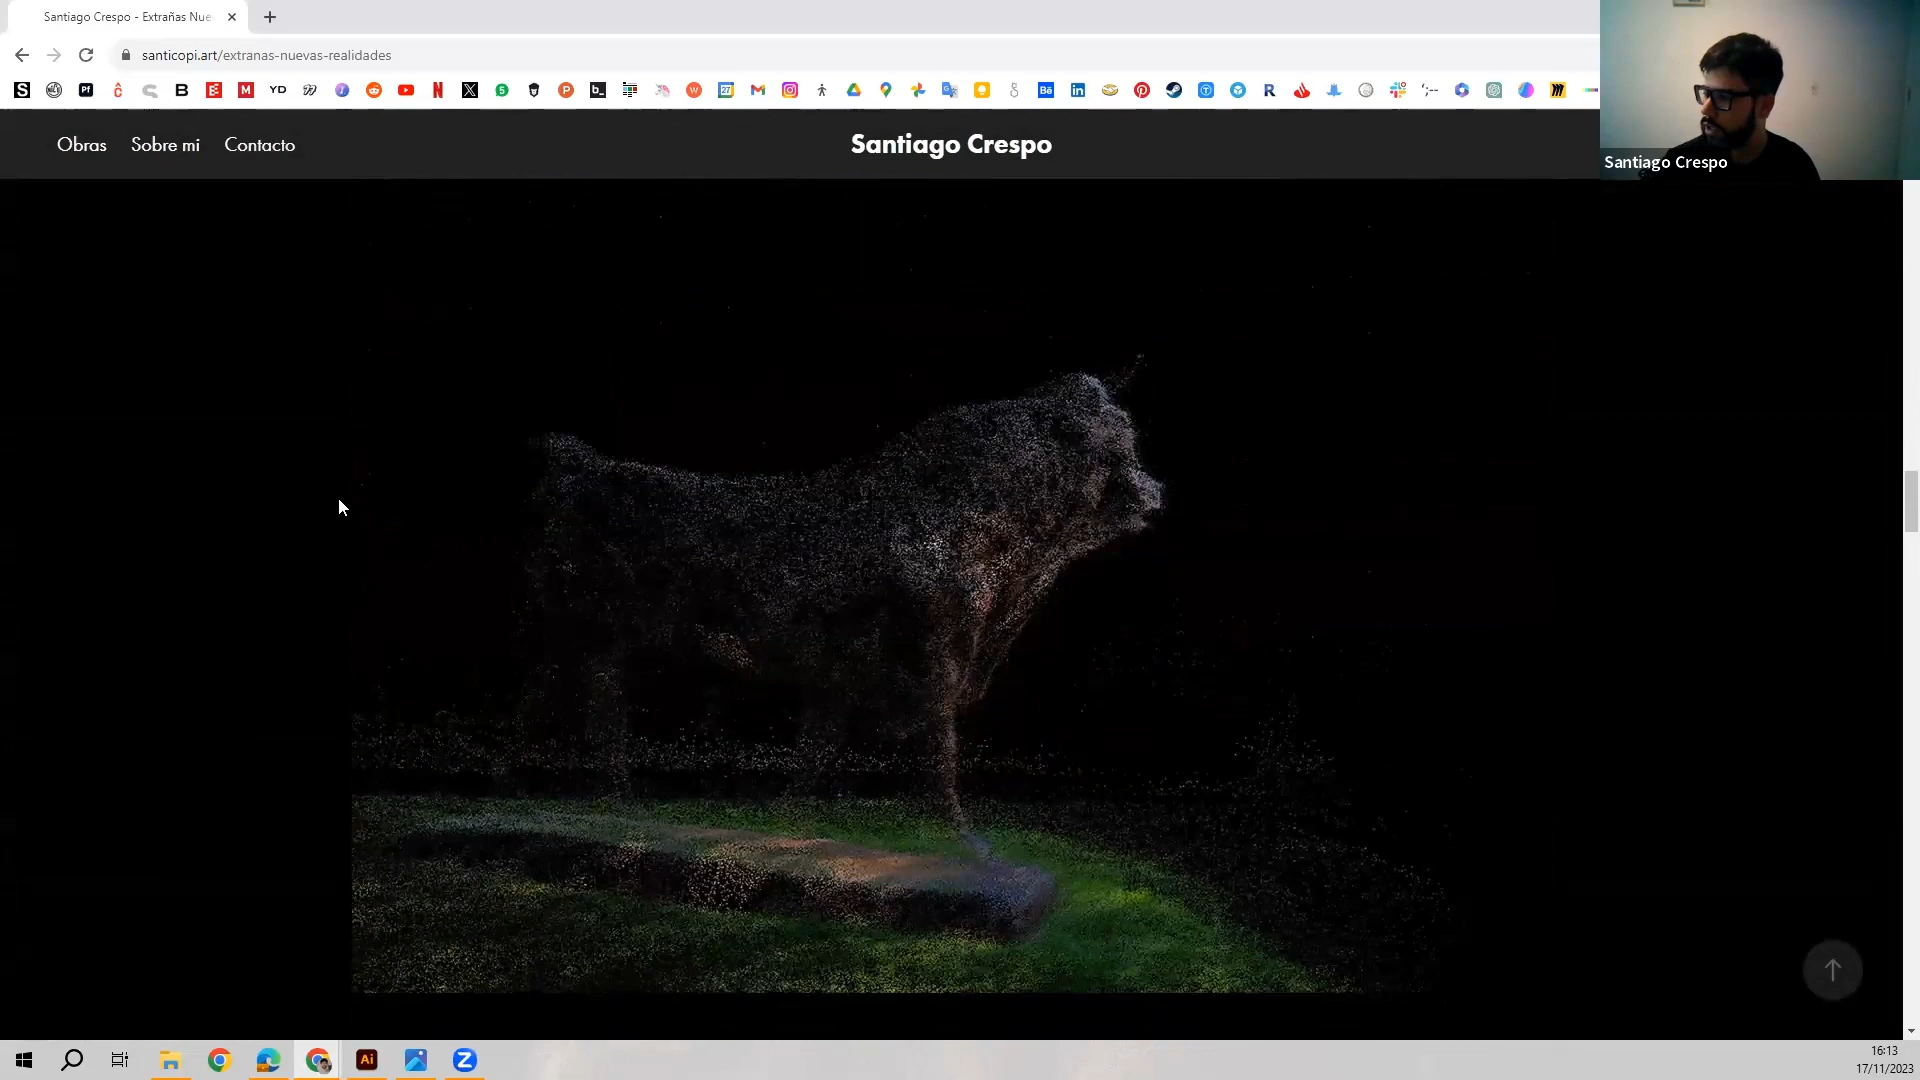 Santiago Crespo - Extrañas Nue
santicopi.art/extranas-nuevas-realidades
Obras
Sobre mi
Contacto
Santiago Crespo
Santiago Crespo
16:13
17/11/2023